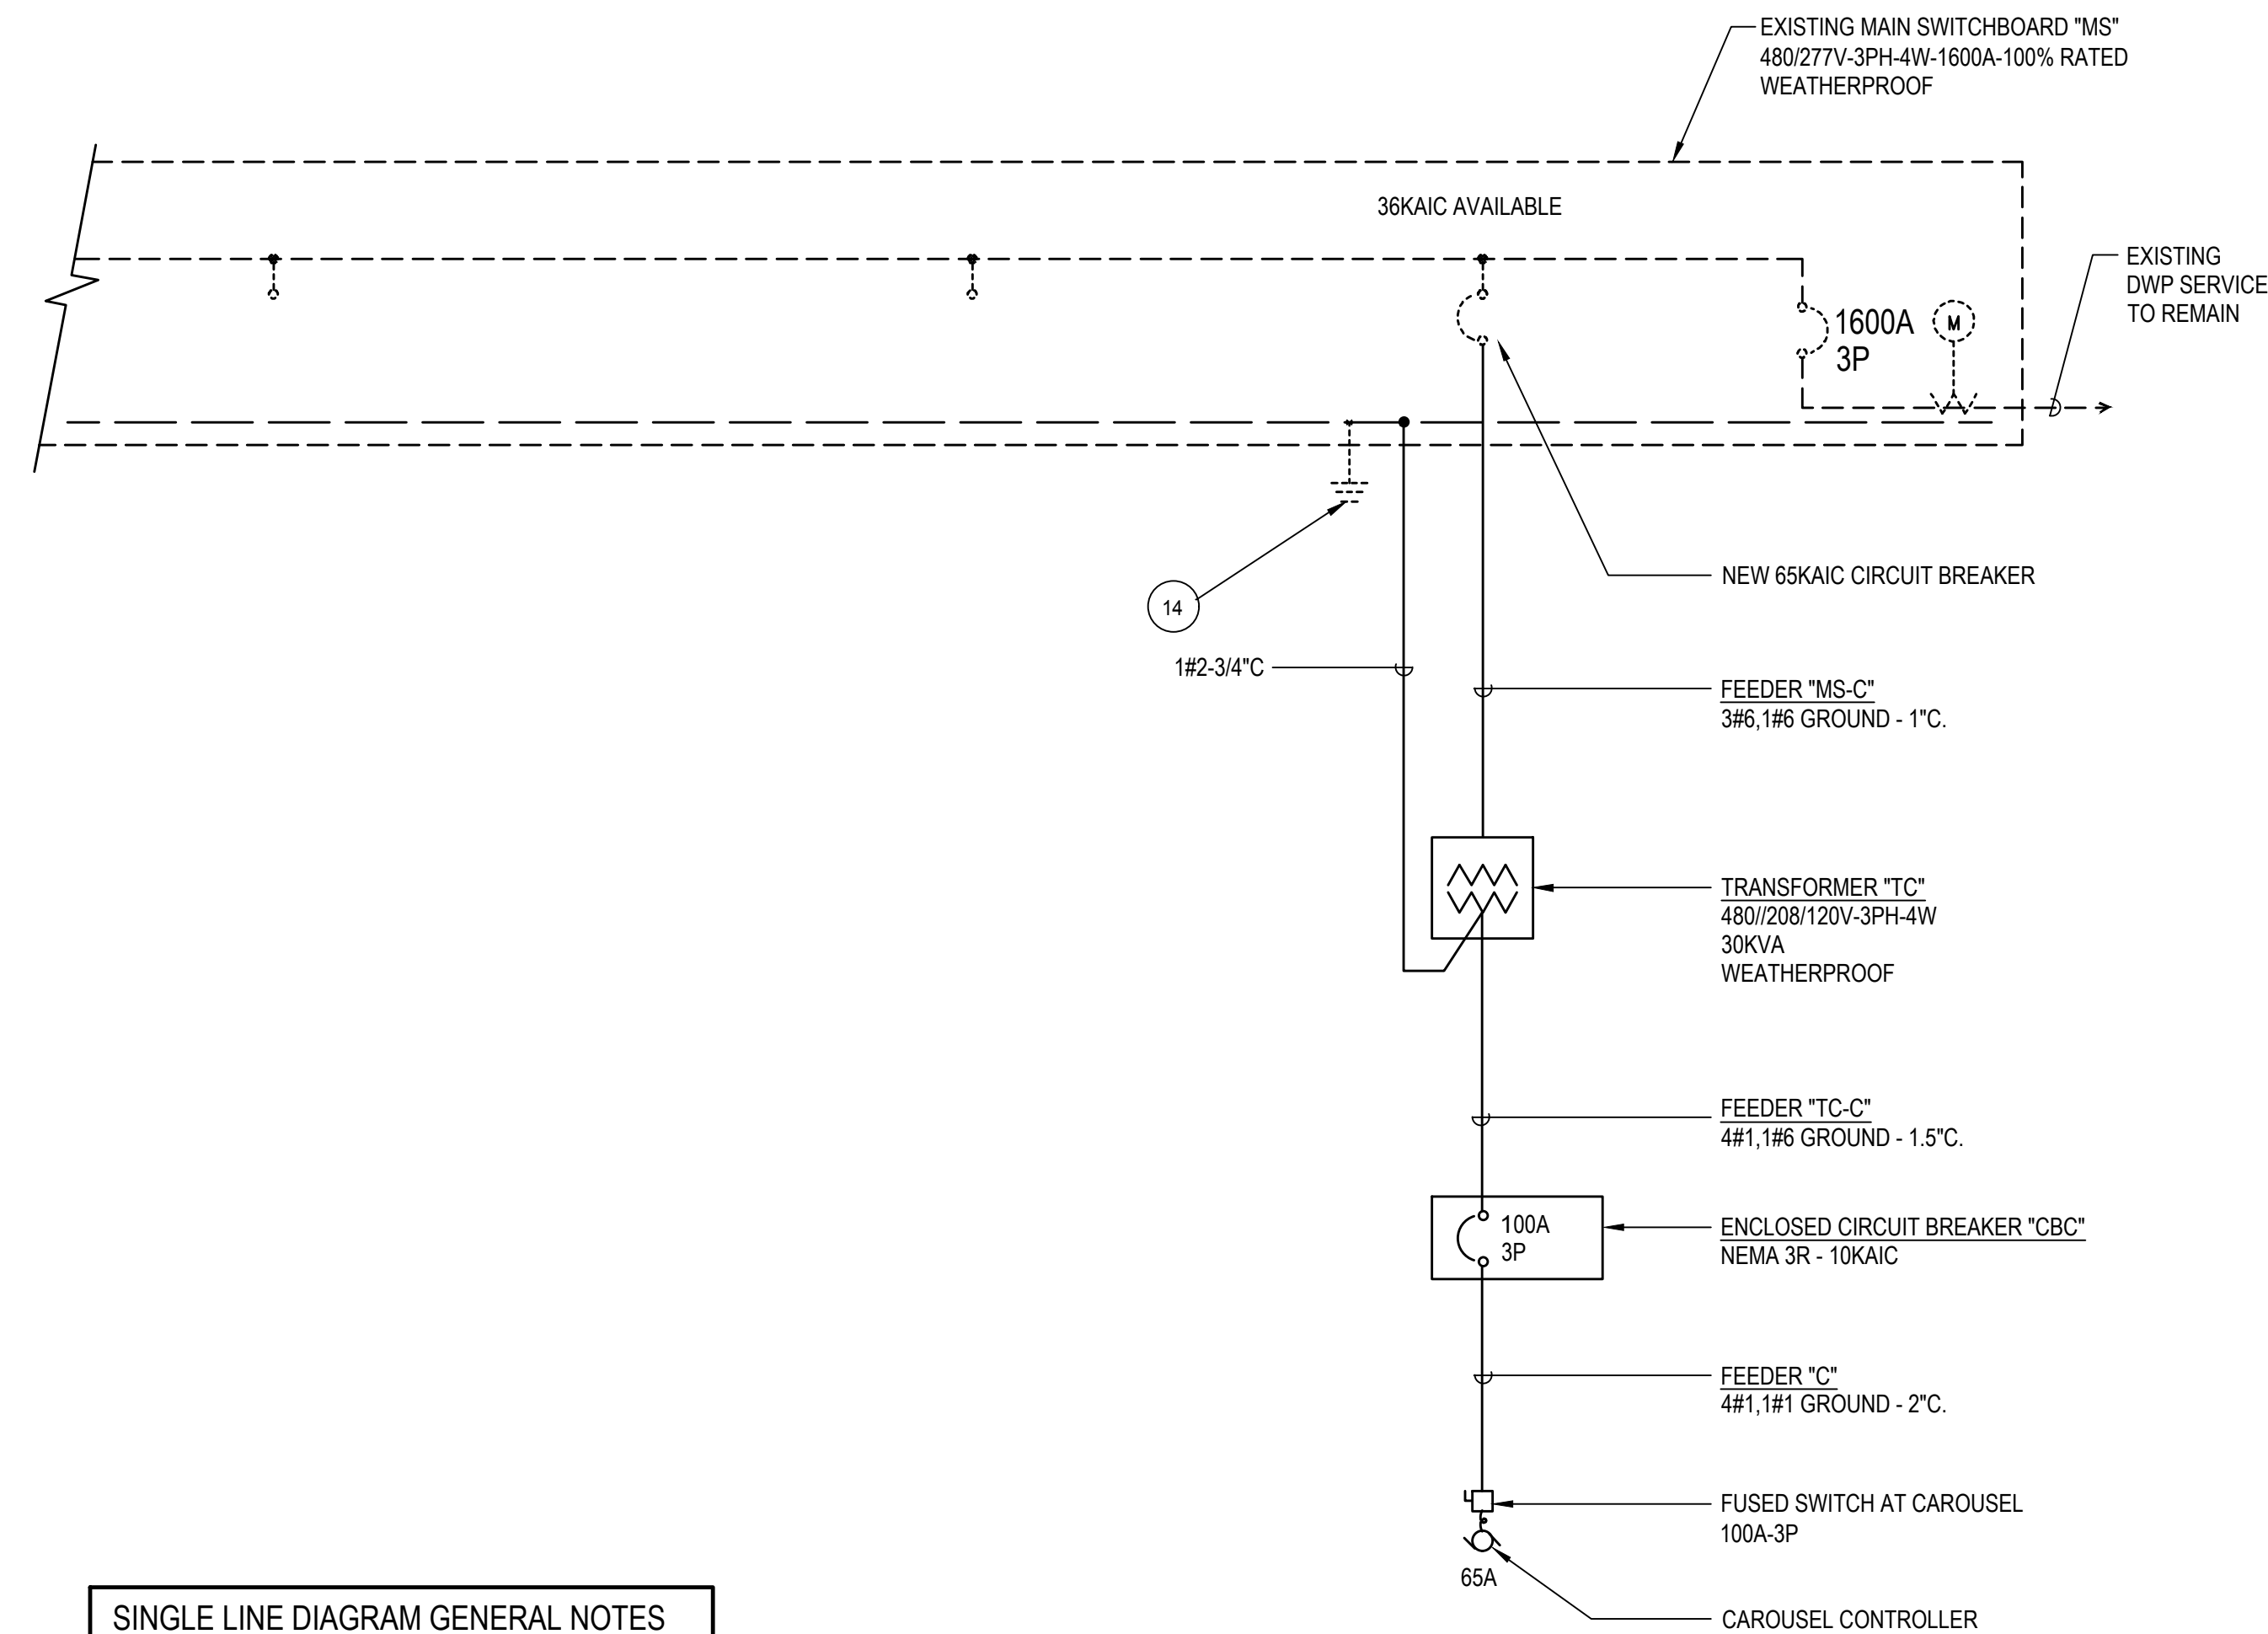 EXISTING MAIN SWITCHBOARD "MS"
480/277V-3PH-4W-1600A-100% RATED
WEATHERPROOF
36KAIC AVAILABLE
EXISTING
DWP SERVICE
TO REMAIN
1600A
3P
M
NEW 65KAIC CIRCUIT BREAKER
14
1#2-3/4"C
FEEDER "MS-C"
3#6,1#6 GROUND - 1"C.
TRANSFORMER "TC"
480//208/120V-3PH-4W
30KVA
WEATHERPROOF
FEEDER "TC-C"
4#1,1#6 GROUND - 1.5"C.
100A
3P
ENCLOSED CIRCUIT BREAKER "CBC"
NEMA 3R - 10KAIC
FEEDER "C"
4#1,1#1 GROUND - 2"C.
FUSED SWITCH AT CAROUSEL
100A-3P
65A
CAROUSEL CONTROLLER
SINGLE LINE DIAGRAM GENERAL NOTES